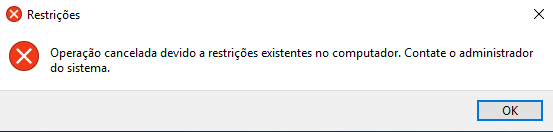 Restrições
Operação cancelada devido a restrições existentes no computador. Contate o administrador
do sistema.
OK